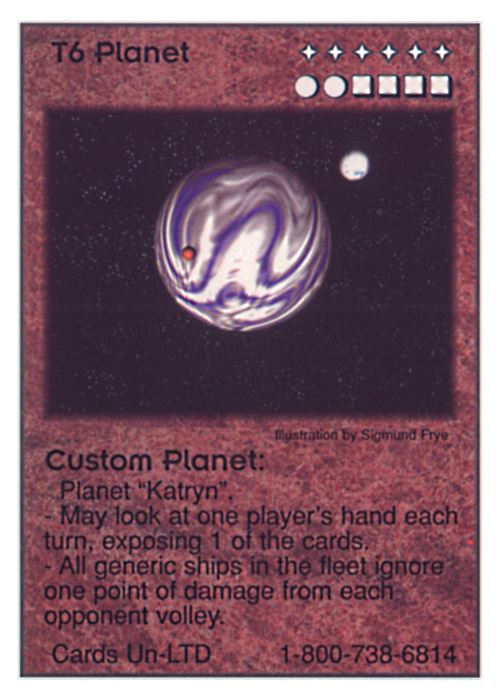 T6 Planet
Illustration by Sigmund Frye
Custom Planet:
Planet “Katryn”.
- May look at one player’s hand each
turn, exposing 1 of the cards.
- All generic ships in the fleet ignore
one point of damage from each
opponent volley.
Cards Un-LTD 1-800-738-6814